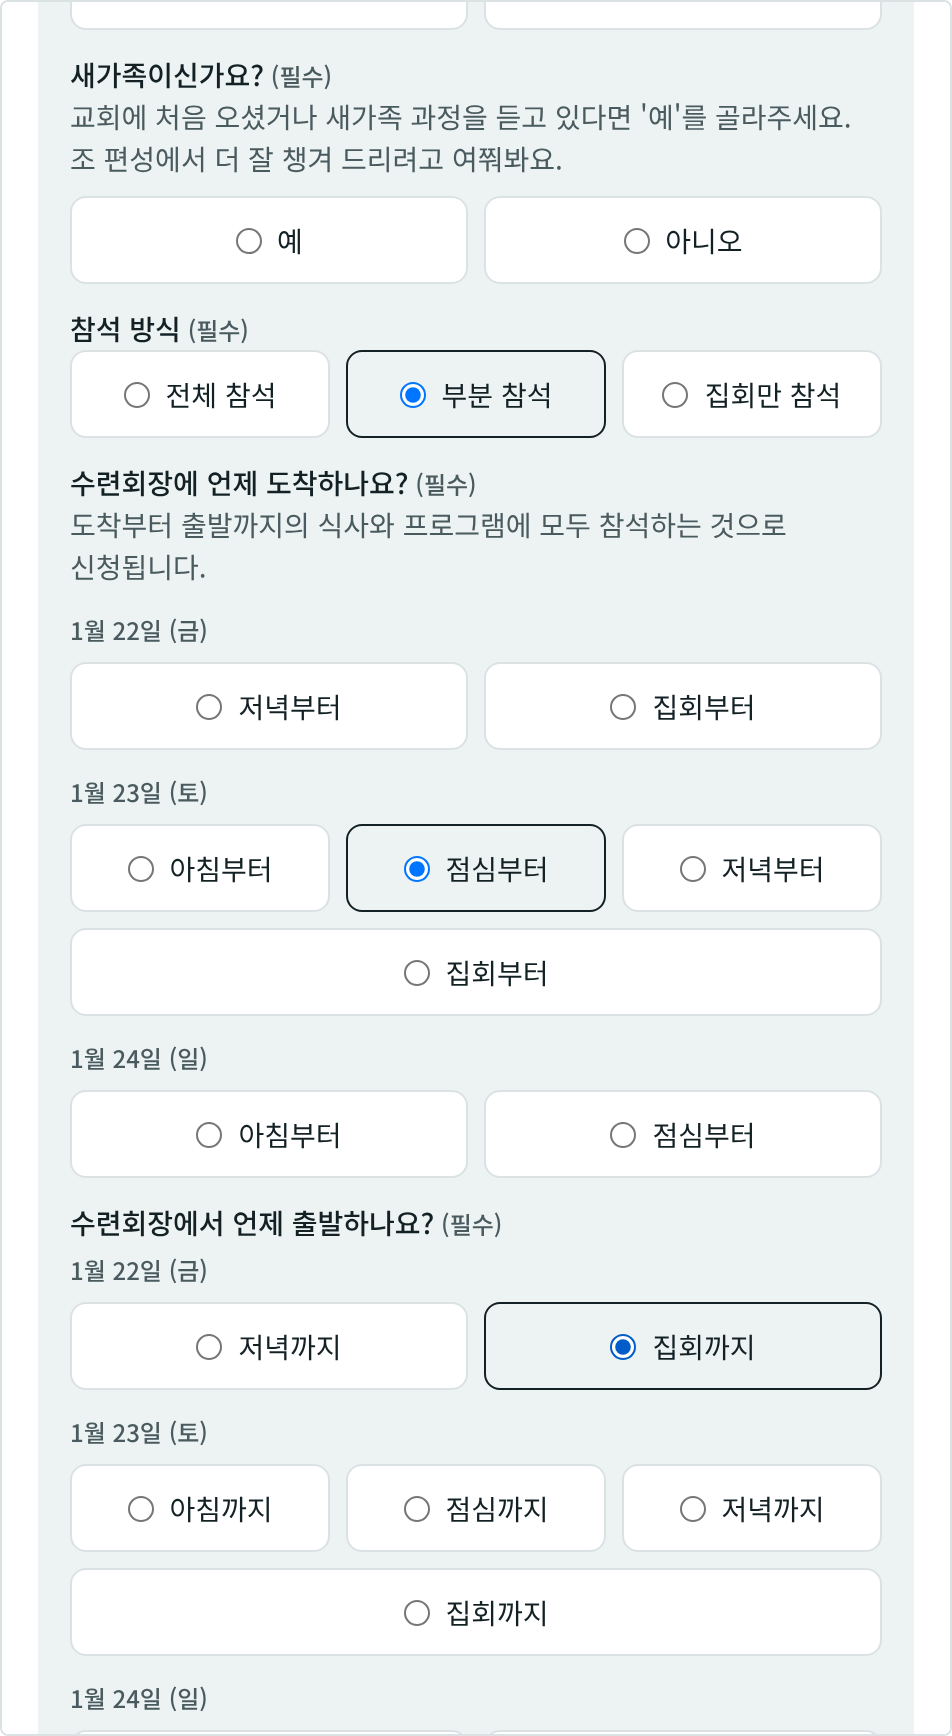 새가족이신가요? (필수)
교회에 처음 오셨거나 새가족 과정을 듣고 있다면 '예'를 골라주세요.
조 편성에서 더 잘 챙겨 드리려고 여쭤봐요.
예
아니오
참석 방식 (필수)
전체 참석
부분 참석
집회만 참석
수련회장에 언제 도착하나요? (필수)
도착부터 출발까지의 식사와 프로그램에 모두 참석하는 것으로
신청됩니다.
1월 22일 (금)
저녁부터
집회부터
1월 23일 (토)
아침부터
점심부터
저녁부터
집회부터
1월 24일 (일)
아침부터
점심부터
수련회장에서 언제 출발하나요? (필수)
1월 22일 (금)
저녁까지
집회까지
1월 23일 (토)
아침까지
점심까지
저녁까지
집회까지
1월 24일 (일)